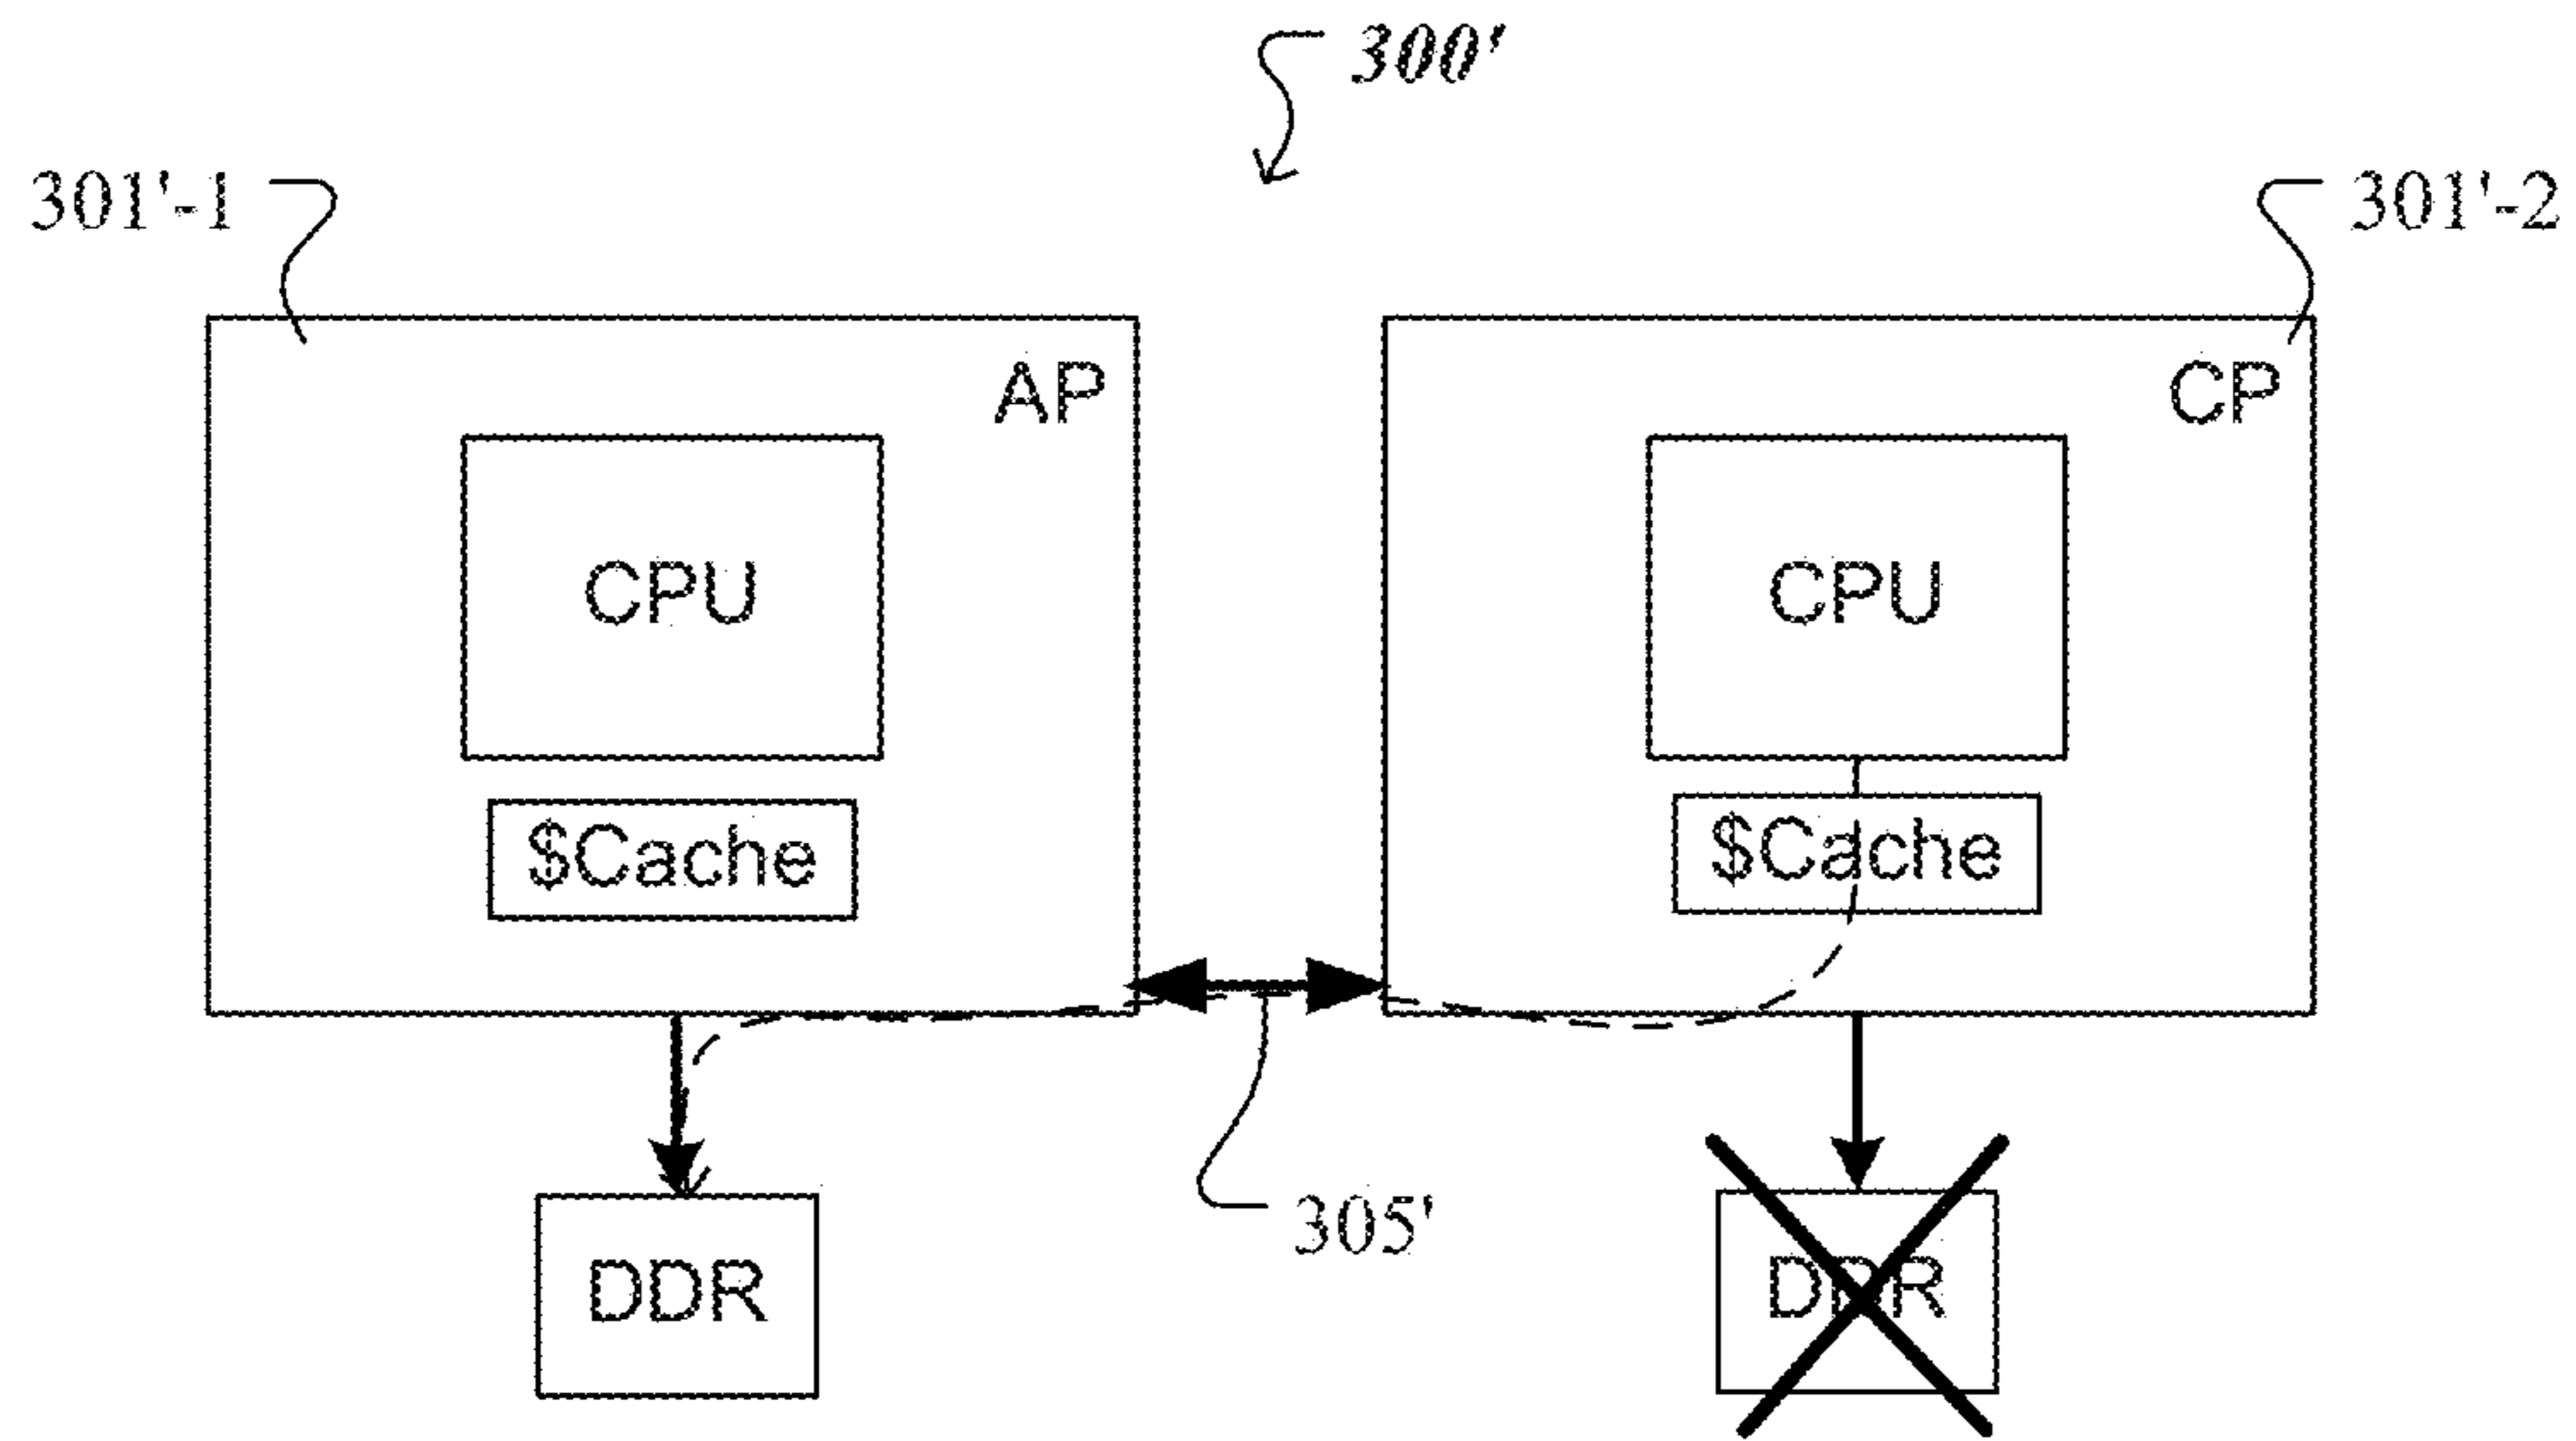 300'
301'-1
301'-2
AP
CP
CPU
CPU
$Cache
$Cache
305'
DDR
DDR